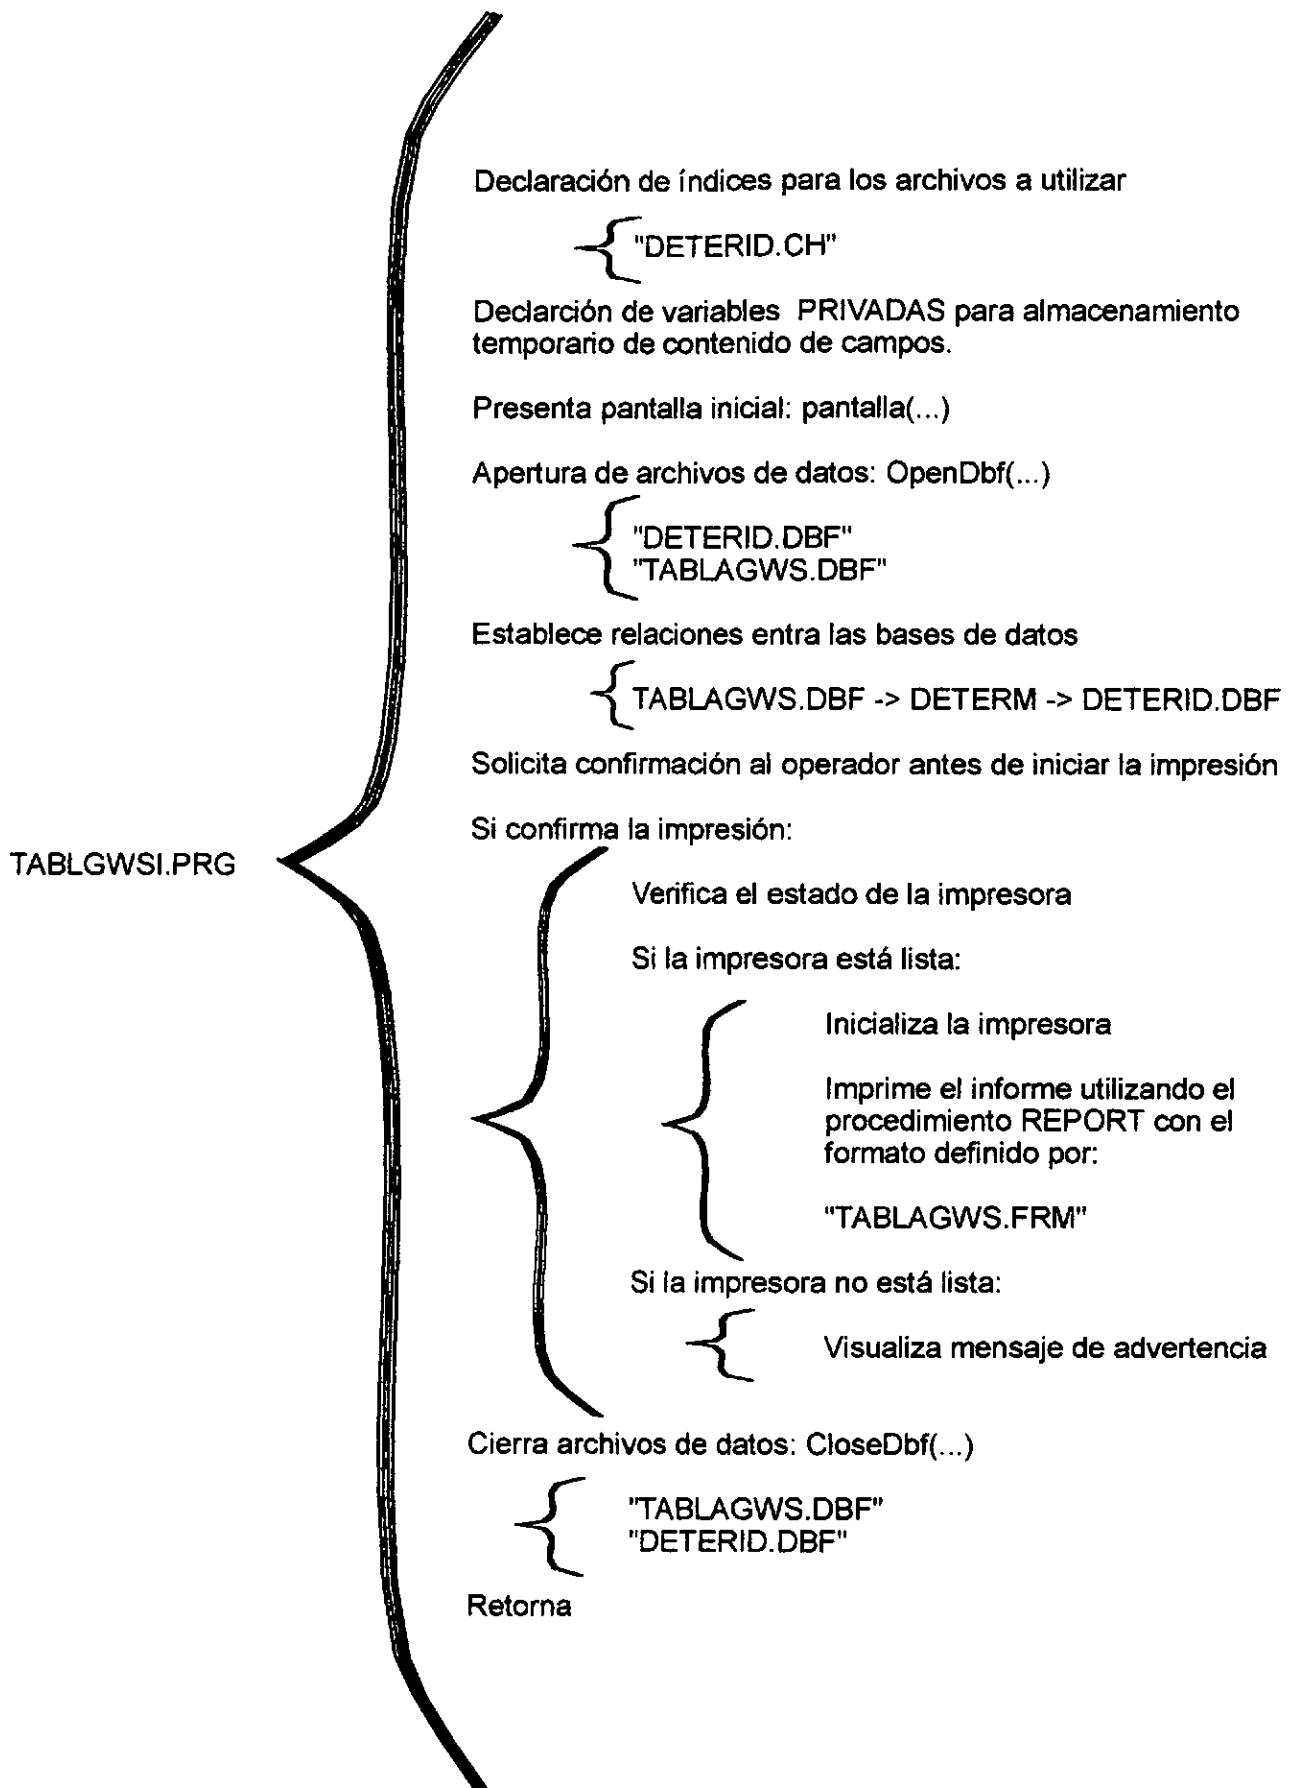 Declaración de índices para los archivos a utilizar
"DETERID.CH"
Declarción de variables PRIVADAS para almacenamiento
temporario de contenido de campos.
Presenta pantalla inicial: pantalla(...)
Apertura de archivos de datos: OpenDbf(...)
"DETERID.DBF"
"TABLAGWS.DBF"
Establece relaciones entra las bases de datos
TABLAGWS.DBF -> DETERM -> DETERID.DBF
Solicita confirmación al operador antes de iniciar la impresión
Si confirma la impresión:
TABLGWSI.PRG
Verifica el estado de la impresora
Si la impresora está lista:
Inicializa la impresora
Imprime el informe utilizando el
procedimiento REPORT con el
formato definido por:
"TABLAGWS.FRM"
Si la impresora no está lista:
Visualiza mensaje de advertencia
Cierra archivos de datos: CloseDbf(...)
"TABLAGWS.DBF"
"DETERID.DBF"
Retorna